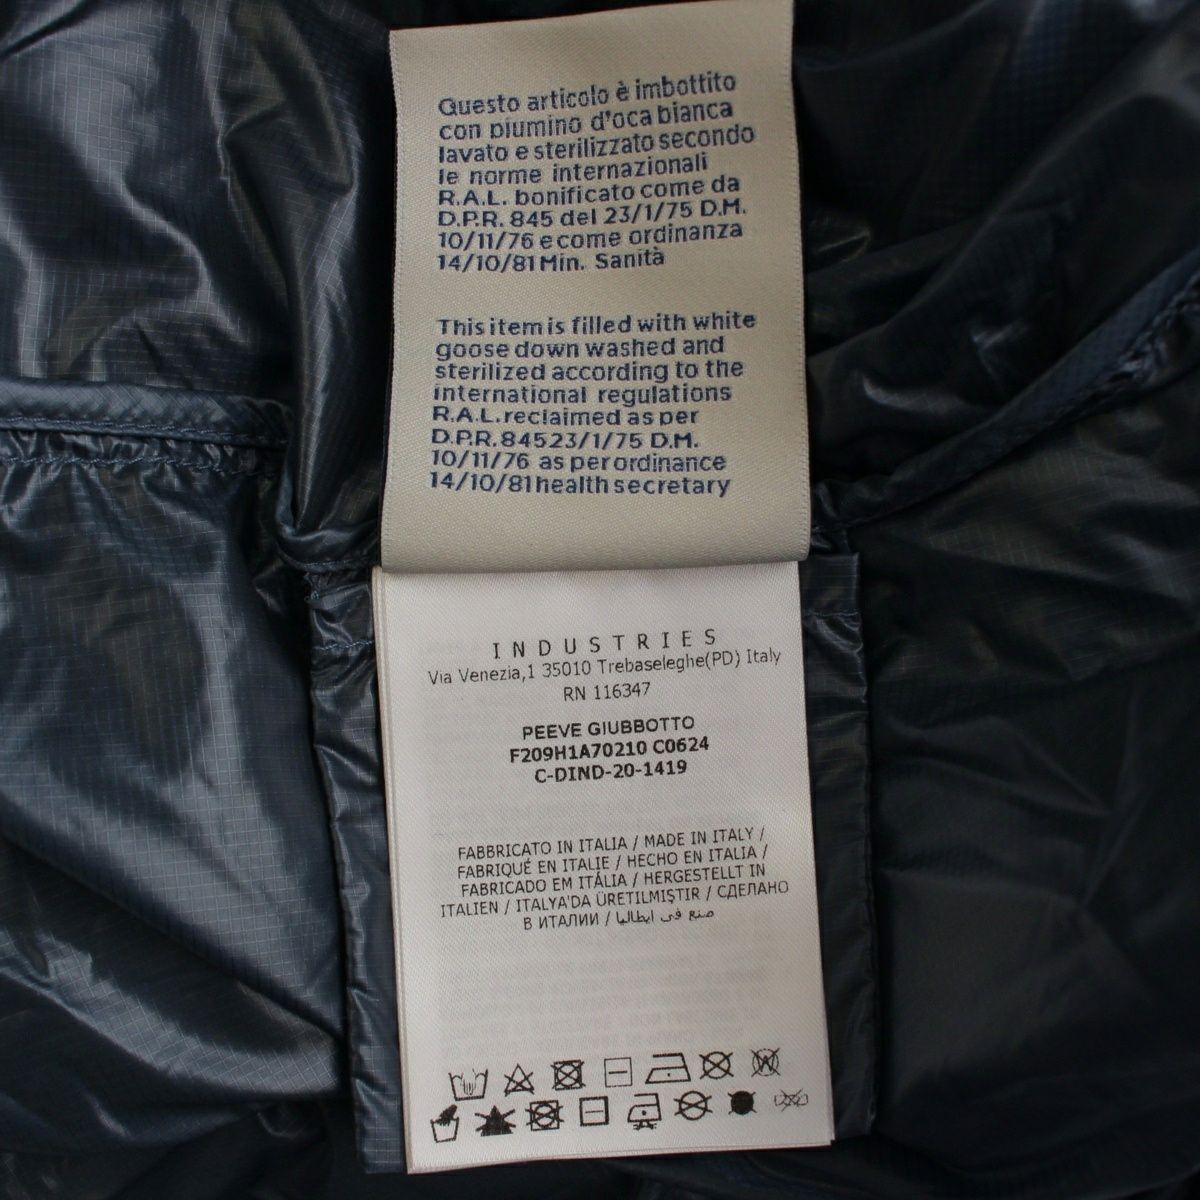 Questo articolo è imbottito
con piumino d'oca bianca
lavato e sterilizzato secondo
le norme internazionali
R.A.L. bonificato come da
D.P.R. 845 del 23/1/75 D.M.
10/11/76 e come ordinanza
14/10/81 Min. Sanità
This item is filled with white
goose down washed and
sterilized according to the
international regulations
R.A.L. reclaimed as per
D.P.R. 845 23/1/75 D.M.
10/11/76 as per ordinance
14/10/81 health secretary
INDUSTRIES
Via Venezia,1 35010 Trebaseleghe(PD) Italy
RN 116347
PEEVE GIUBBOTTO
F209H1A70210 C0624
C-DIND-20-1419
FABBRICATO IN ITALIA / MADE IN ITALY /
FABRIQUÉ EN ITALIE / HECHO EN ITALIA /
FABRICADO EM ITÁLIA / HERGESTELLT IN
ITALIEN / ITALYA'DA ÜRETILMIŞTIR / СДЕЛАНО
В ИТАЛИИ / صنع في ايطاليا